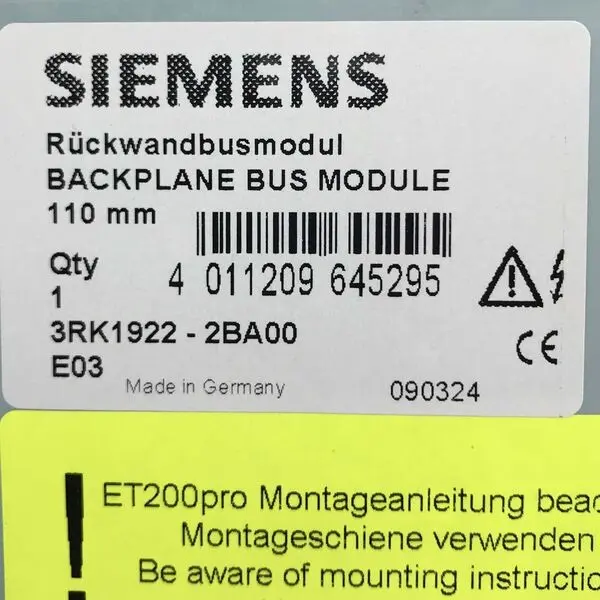 SIEMENS
Rückwandbusmodul
BACKPLANE BUS MODULE
110 mm
Qty
1
4 011209 645295
3RK1922 - 2BA00
CE
E03
Made in Germany
090324
! ET200pro Montageanleitung
Montageschiene verwenden
! Be aware of mounting